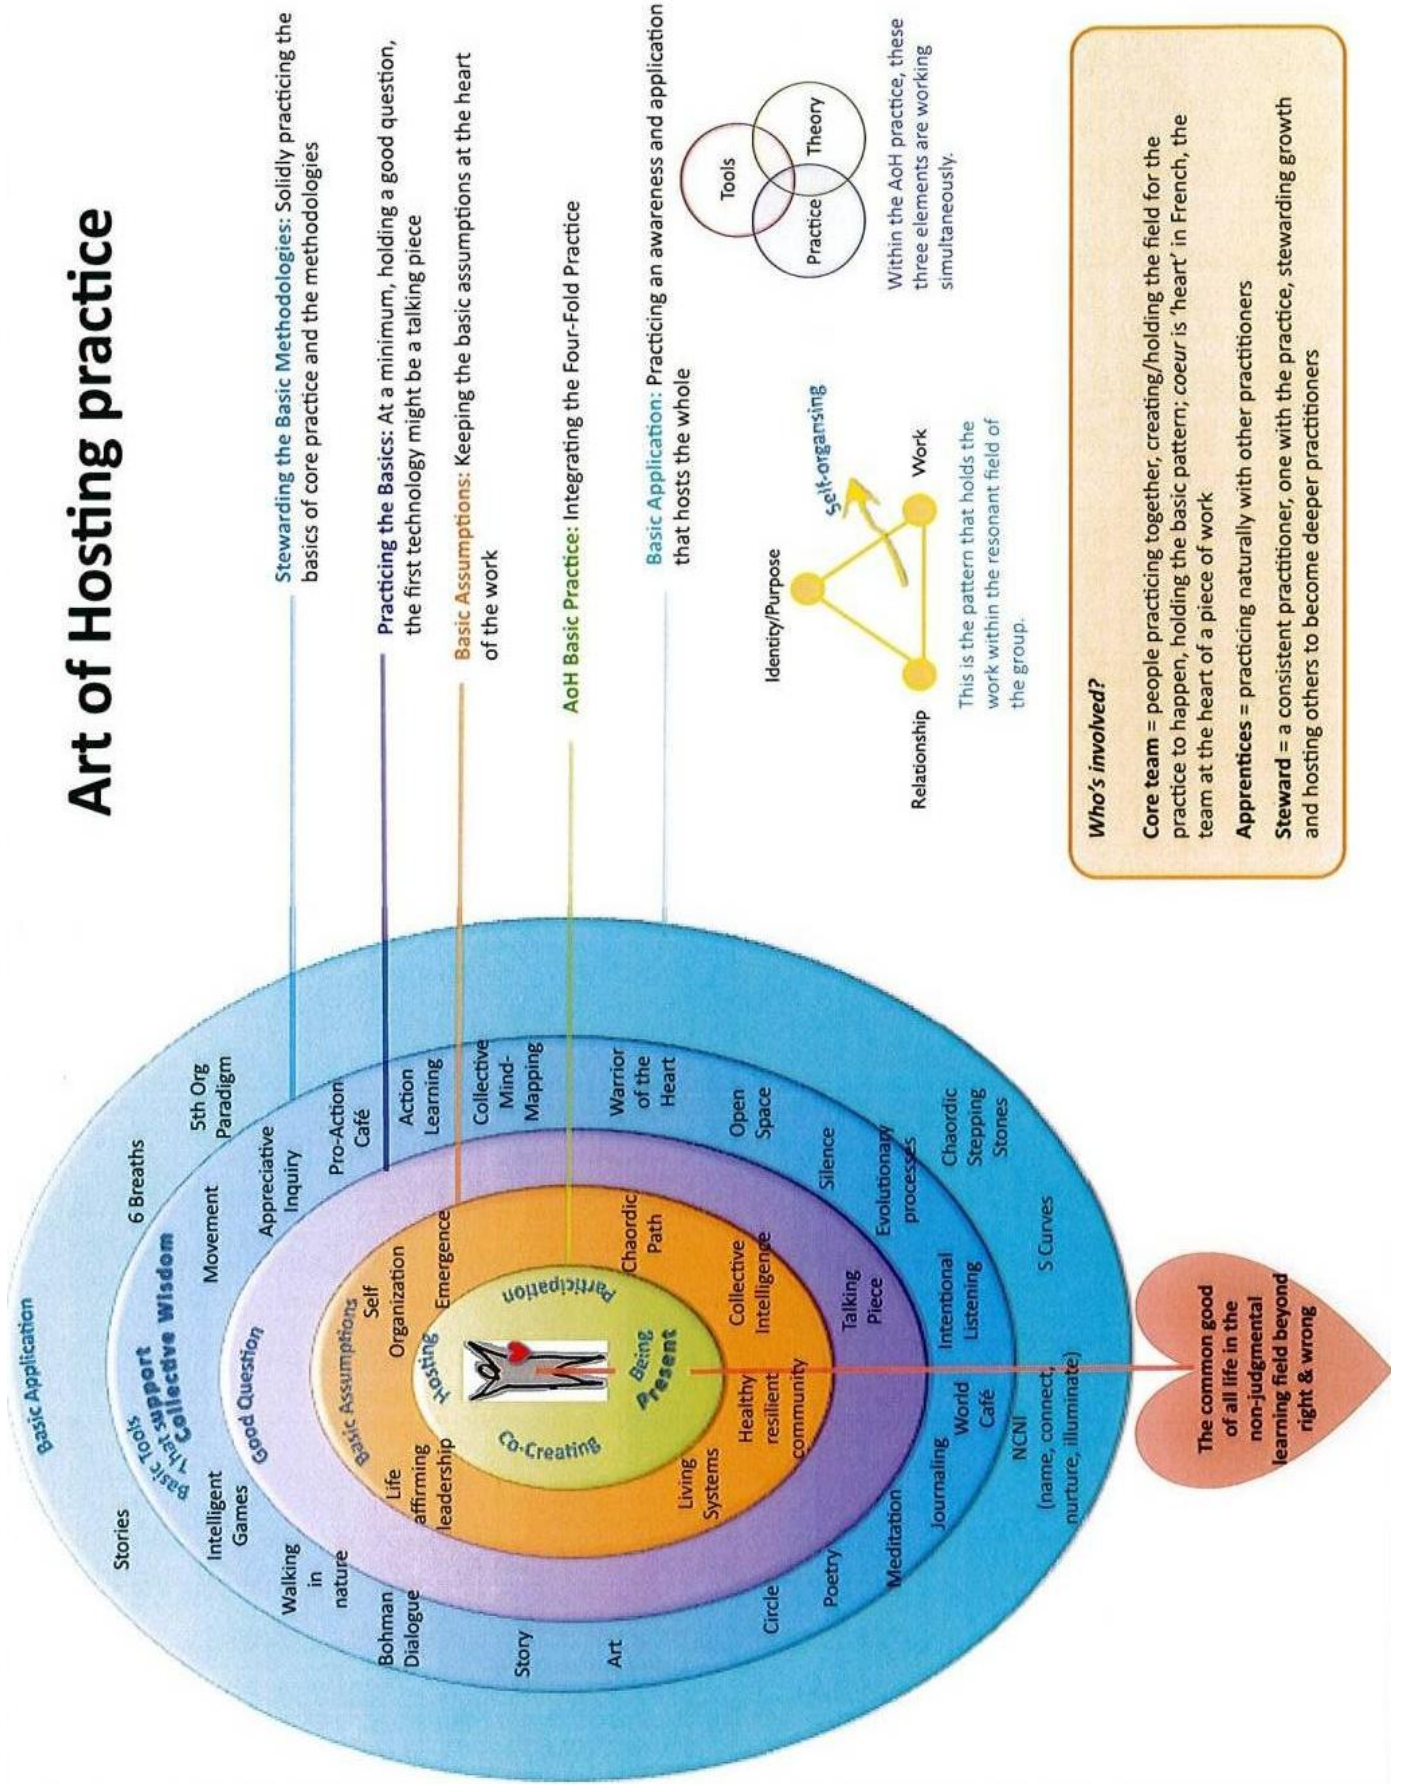 Art of Hosting practice
Basic Application
Stories
6 Breaths
5th Org
Paradigm
Basic Tools
That support
Collective Wisdom
Intelligent
Games
Movement
Appreciative
Inquiry
Walking
in
nature
Pro-Action
Café
Bohman
Dialogue
Action
Learning
Story
Collective
Mind-
Mapping
Art
Warrior
of the
Heart
Circle
Open
Space
Poetry
Silence
Meditation
Evolutionary
processes
Journaling
World
Café
Intentional
Listening
Good Question
Talking
Piece
Basic Assumptions
Self
Organization
Life
affirming
leadership
Emergence
Chaordic
Path
Living
Systems
Healthy
resilient
community
Collective
Intelligence
Hosting
Participation
Co-Creating
Being
Present
Chaordic
Stepping
Stones
S Curves
NCNI
(name, connect,
nurture, illuminate)
The common good
of all life in the
non-judgmental
learning field beyond
right & wrong
Stewarding the Basic Methodologies: Solidly practicing the
basics of core practice and the methodologies
Practicing the Basics: At a minimum, holding a good question,
the first technology might be a talking piece
Basic Assumptions: Keeping the basic assumptions at the heart
of the work
AoH Basic Practice: Integrating the Four-Fold Practice
Basic Application: Practicing an awareness and application
that hosts the whole
Identity/Purpose
Self-organising
Relationship
Work
This is the pattern that holds the
work within the resonant field of
the group.
Tools
Practice
Theory
Within the AoH practice, these
three elements are working
simultaneously.
Who's involved?
Core team = people practicing together, creating/holding the field for the
practice to happen, holding the basic pattern; coeur is 'heart' in French, the
team at the heart of a piece of work
Apprentices = practicing naturally with other practitioners
Steward = a consistent practitioner, one with the practice, stewarding growth
and hosting others to become deeper practitioners